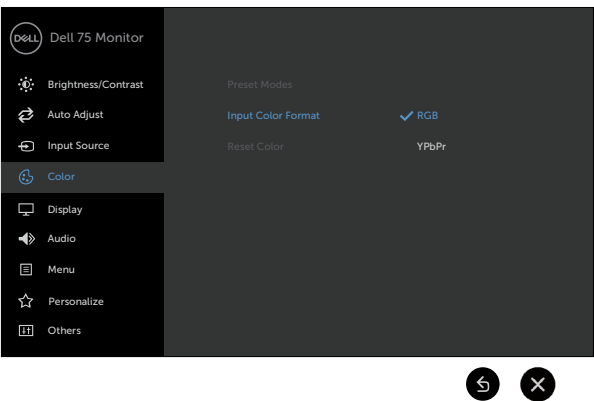 DELL Dell 75 Monitor
Brightness/Contrast
Auto Adjust
Input Source
Color
Display
Audio
Menu
Personalize
Others
Preset Modes
Input Color Format ✓ RGB
Reset Color YPbPr